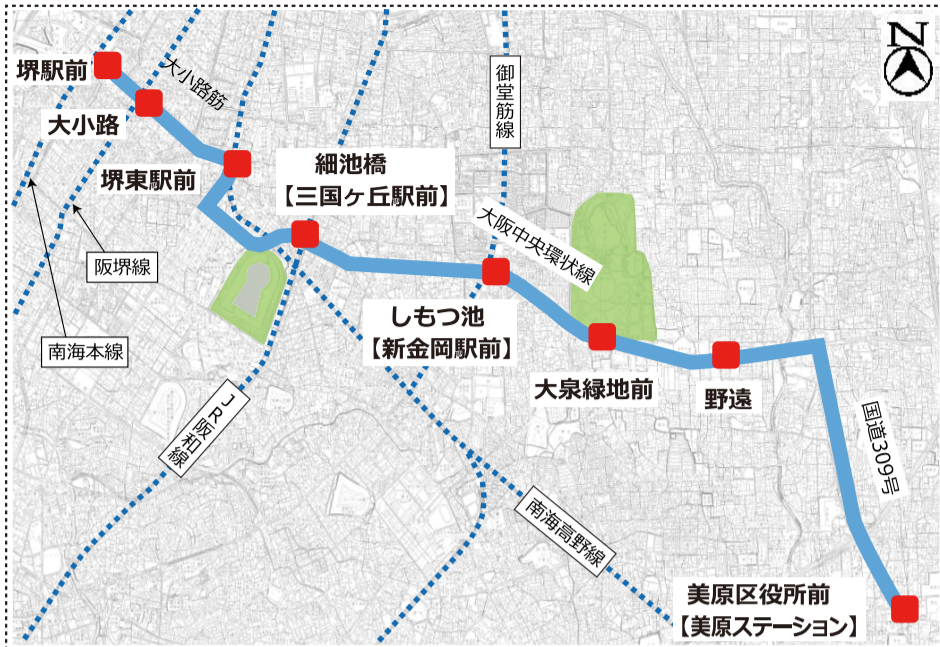 N
堺駅前
大小路筋
御堂筋線
大小路
堺東駅前
細池橋
【三国ヶ丘駅前】
大阪中央環状線
阪堺線
しもつ池
【新金岡駅前】
南海本線
大泉緑地前
野遠
JR阪和線
国道309号
南海高野線
美原区役所前
【美原ステーション】